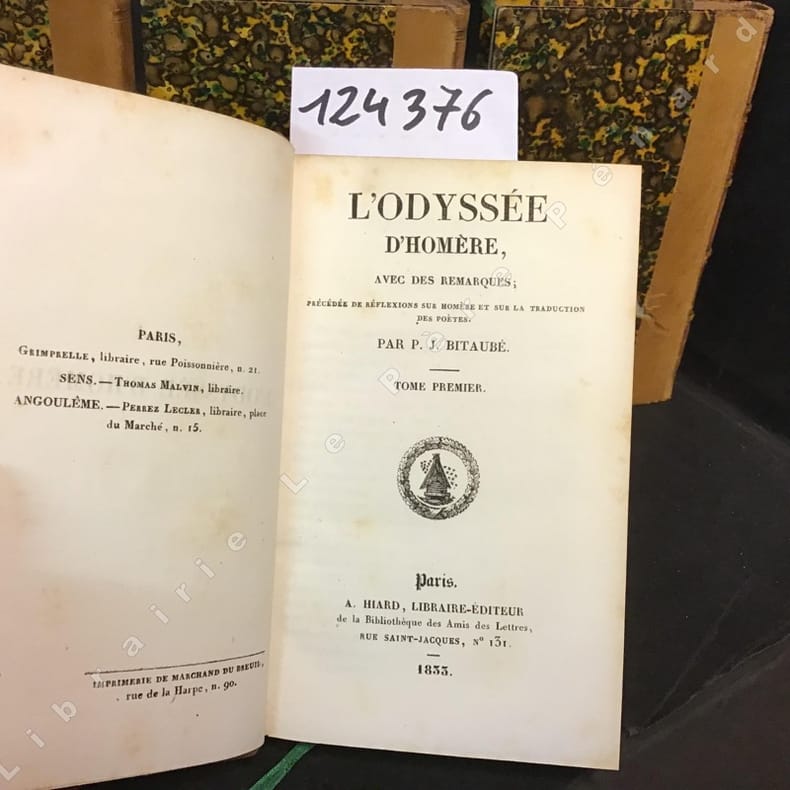 124376
PARIS,
GRIMPRELLE, libraire, rue Poissonnière, n. 21.
SENS.—THOMAS MALVIN, libraire.
ANGOULÊME.—PERREZ LECLER, libraire, place
du Marché, n. 15.
IMPRIMERIE DE MARCHAND DU BREUIL,
rue de la Harpe, n. 90.
L'ODYSSÉE
D'HOMÈRE,
AVEC DES REMARQUES;
PRÉCÉDÉE DE RÉFLEXIONS SUR HOMÈRE ET SUR LA TRADUCTION
DES POÈTES.
PAR P. J. BITAUBÉ.
TOME PREMIER.
Paris.
A. HIARD, LIBRAIRE-ÉDITEUR
de la Bibliothèque des Amis des Lettres,
RUE SAINT-JACQUES, N° 131.
1833.
Librairie Le Père Pénard